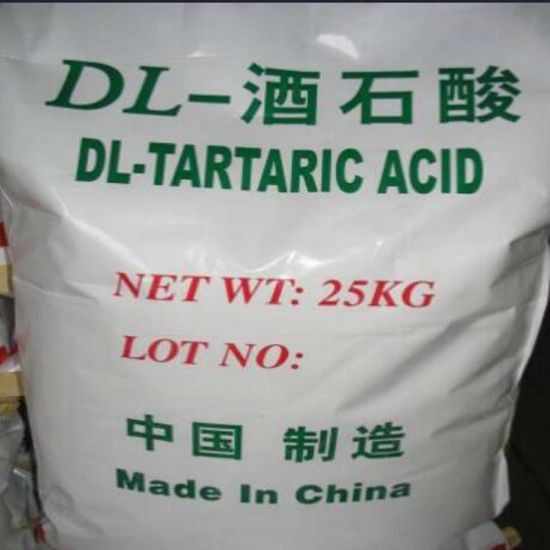 DL-酒石酸
DL-TARTARIC ACID
NET WT: 25KG
LOT NO:
中国 制造
Made In China